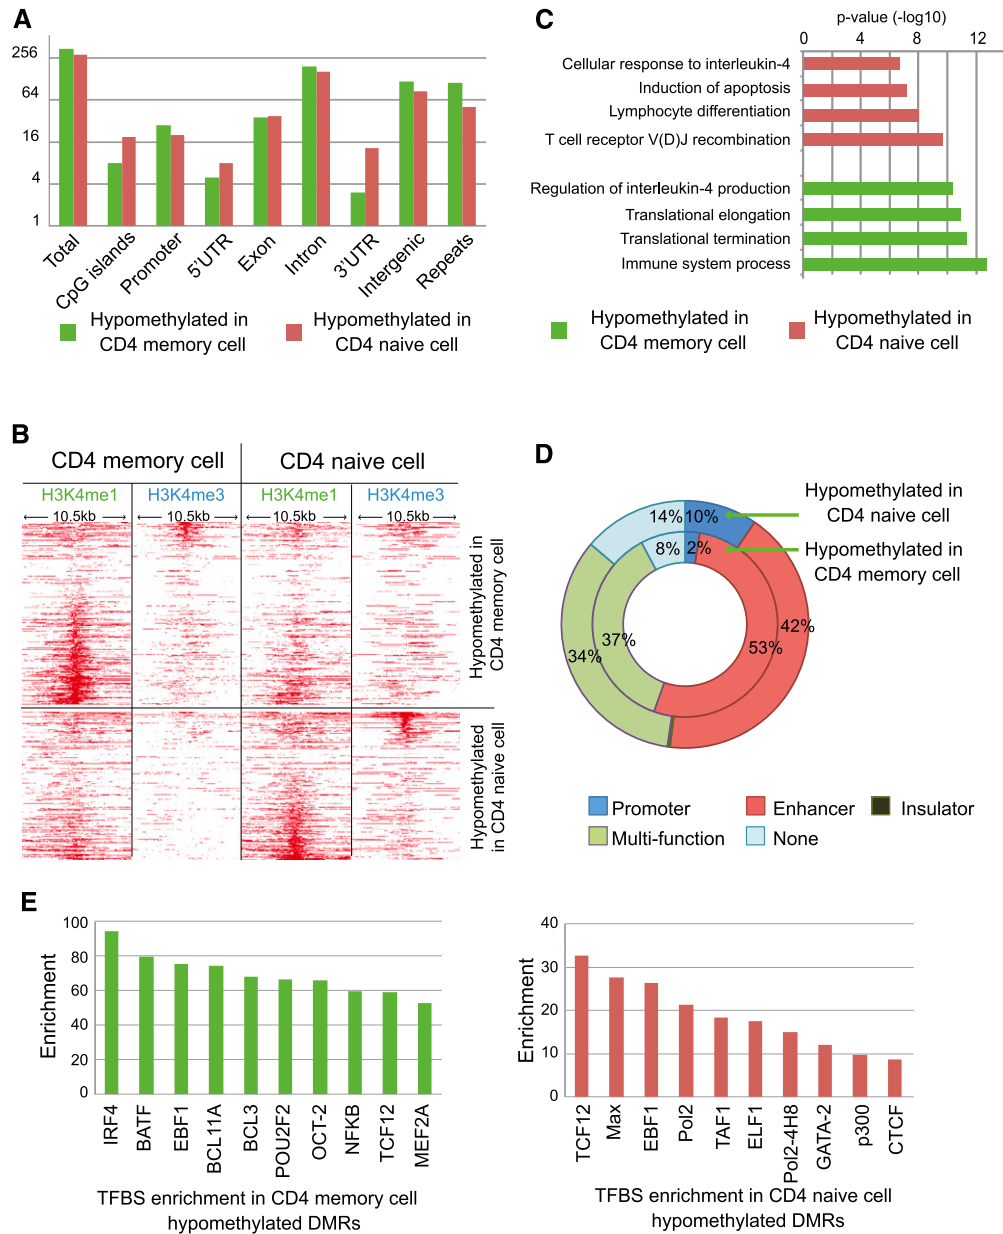 A
256
64
16
4
1
Total
CpG islands
Promoter
5'UTR
Exon
Intron
3'UTR
Intergenic
Repeats
Hypomethylated in
CD4 memory cell
Hypomethylated in
CD4 naive cell
C
p-value (-log10)
0 4 8 12
Cellular response to interleukin-4
Induction of apoptosis
Lymphocyte differentiation
T cell receptor V(D)J recombination
Regulation of interleukin-4 production
Translational elongation
Translational termination
Immune system process
Hypomethylated in
CD4 memory cell
Hypomethylated in
CD4 naive cell
B
CD4 memory cell CD4 naive cell
H3K4me1 H3K4me3 H3K4me1 H3K4me3
10.5kb 10.5kb 10.5kb 10.5kb
Hypomethylated in
CD4 memory cell
Hypomethylated
in CD4 naive cell
D
14% 10%
8% 2%
42%
53%
37%
34%
Hypomethylated in
CD4 naive cell
Hypomethylated in
CD4 memory cell
Promoter Enhancer Insulator
Multi-function None
E
Enrichment
100
80
60
40
20
0
IRF4
BATF
EBF1
BCL11A
BCL3
POU2F2
OCT-2
NFKB
TCF12
MEF2A
TFBS enrichment in CD4 memory cell
hypomethylated DMRs
Enrichment
40
30
20
10
0
TCF12
Max
EBF1
Pol2
TAF1
ELF1
Pol2-4H8
GATA-2
p300
CTCF
TFBS enrichment in CD4 naive cell
hypomethylated DMRs